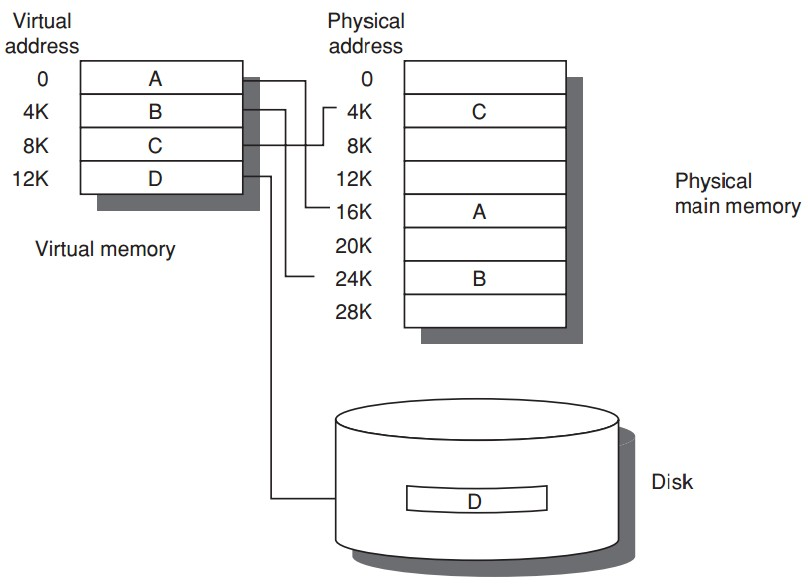 Virtual
address
0 A
4K B
8K C
12K D
Virtual memory
Physical
address
0
4K C
8K
12K
16K A
20K
24K B
28K
Physical
main memory
D
Disk